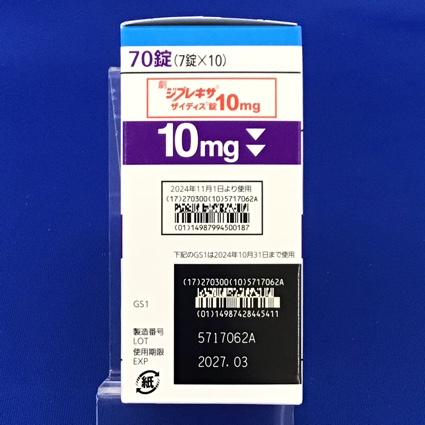 70錠(7錠×10)
劇 ジプレキサ®
ザイディス®錠10mg
10mg
2024年11月1日より使用
(17)270300(10)5717062A
(01)14987994500187
下記のGS1は2024年10月31日まで使用
(17)270300(10)5717062A
(01)14987428445411
GS1
製造番号
LOT
5717062A
使用期限
EXP
2027.03
紙